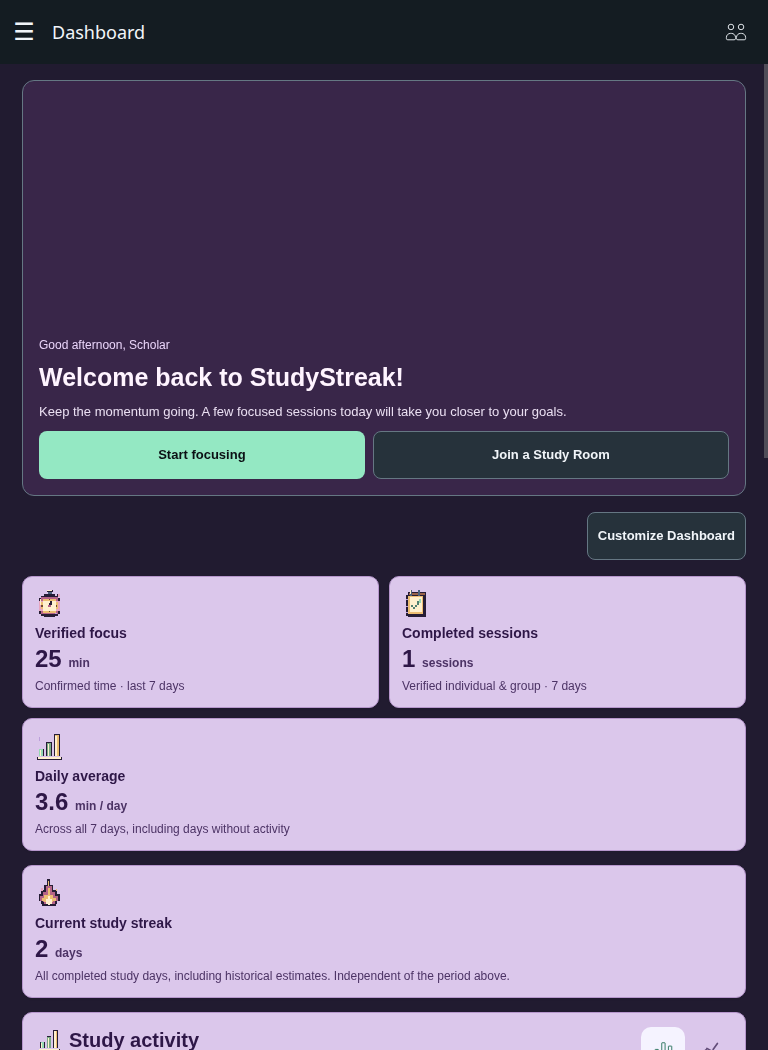 Dashboard
Good afternoon, Scholar
Welcome back to StudyStreak!
Keep the momentum going. A few focused sessions today will take you closer to your goals.
Start focusing
Join a Study Room
Customize Dashboard
Verified focus
25 min
Confirmed time · last 7 days
Completed sessions
1 sessions
Verified individual & group · 7 days
Daily average
3.6 min / day
Across all 7 days, including days without activity
Current study streak
2 days
All completed study days, including historical estimates. Independent of the period above.
Study activity